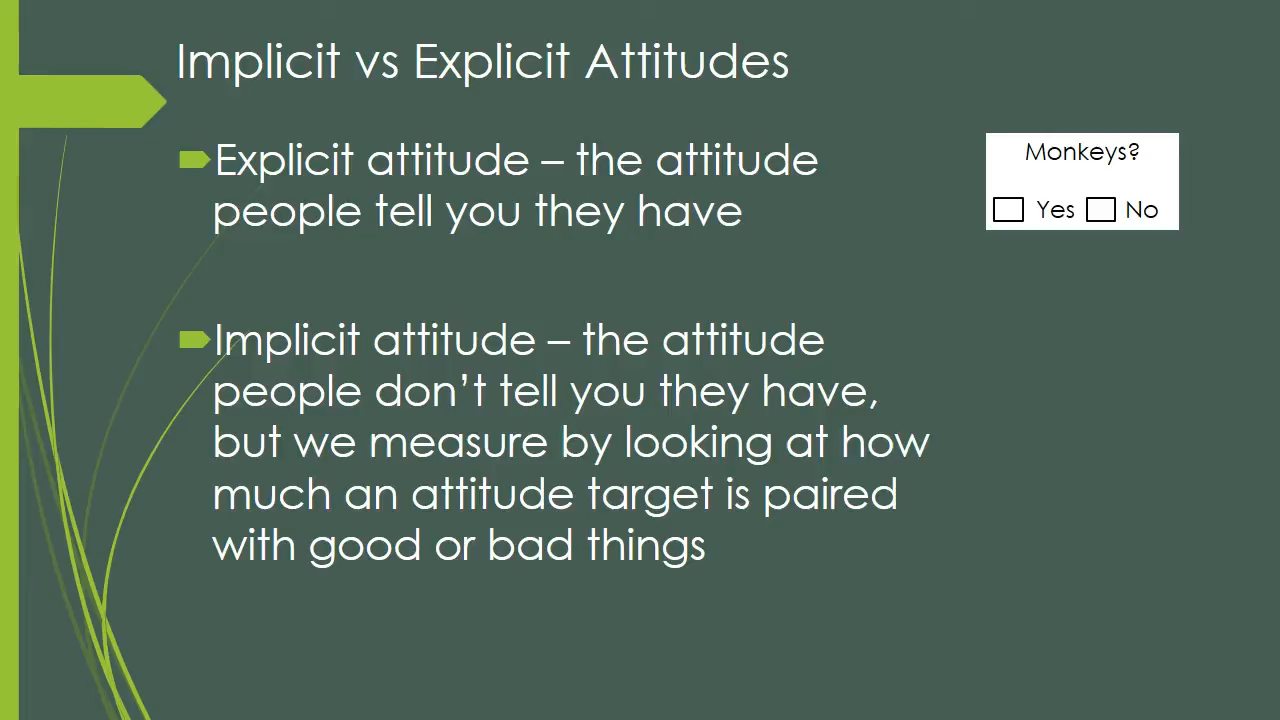 Implicit vs Explicit Attitudes
Explicit attitude – the attitude
people tell you they have
Monkeys?
Yes No
Implicit attitude – the attitude
people don’t tell you they have,
but we measure by looking at how
much an attitude target is paired
with good or bad things